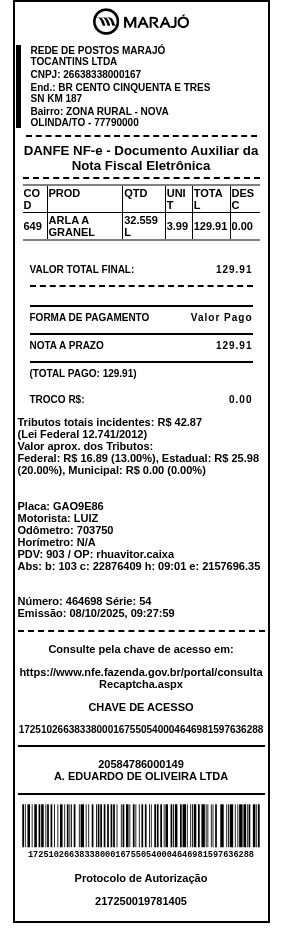 MARAJÓ
REDE DE POSTOS MARAJÓ
TOCANTINS LTDA
CNPJ: 26638338000167
End.: BR CENTO CINQUENTA E TRES
SN KM 187
Bairro: ZONA RURAL - NOVA
OLINDA/TO - 77790000
DANFE NF-e - Documento Auxiliar da
Nota Fiscal Eletrônica
COD PROD QTD UNIT TOTAL DESC
649 ARLA A GRANEL 32.559 L 3.99 129.91 0.00
VALOR TOTAL FINAL: 129.91
FORMA DE PAGAMENTO Valor Pago
NOTA A PRAZO 129.91
(TOTAL PAGO: 129.91)
TROCO R$: 0.00
Tributos totais incidentes: R$ 42.87
(Lei Federal 12.741/2012)
Valor aprox. dos Tributos:
Federal: R$ 16.89 (13.00%), Estadual: R$ 25.98
(20.00%), Municipal: R$ 0.00 (0.00%)
Placa: GAO9E86
Motorista: LUIZ
Odômetro: 703750
Horímetro: N/A
PDV: 903 / OP: rhuavitor.caixa
Abs: b: 103 c: 22876409 h: 09:01 e: 2157696.35
Número: 464698 Série: 54
Emissão: 08/10/2025, 09:27:59
Consulte pela chave de acesso em:
https://www.nfe.fazenda.gov.br/portal/consulta
Recaptcha.aspx
CHAVE DE ACESSO
17251026638338000167550540004646981597636288
20584786000149
A. EDUARDO DE OLIVEIRA LTDA
17251026638338000167550540004646981597636288
Protocolo de Autorização
217250019781405